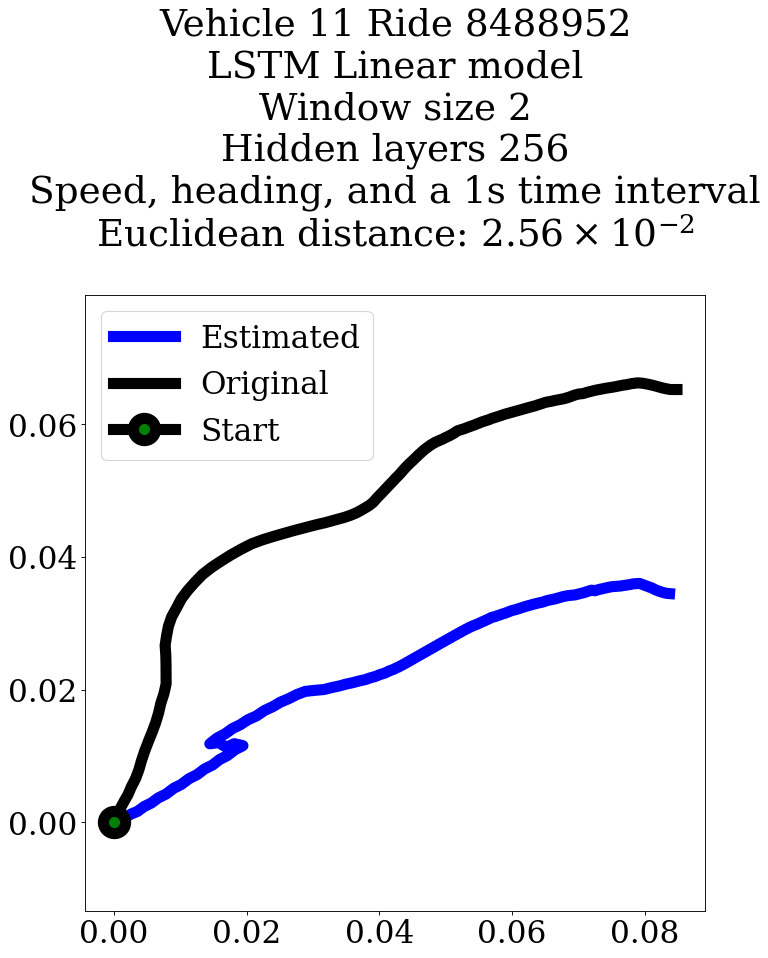 Vehicle 11 Ride 8488952
LSTM Linear model
Window size 2
Hidden layers 256
Speed, heading, and a 1s time interval
Euclidean distance: 2.56 × 10⁻²
Estimated
Original
Start
0.06
0.04
0.02
0.00
0.00 0.02 0.04 0.06 0.08